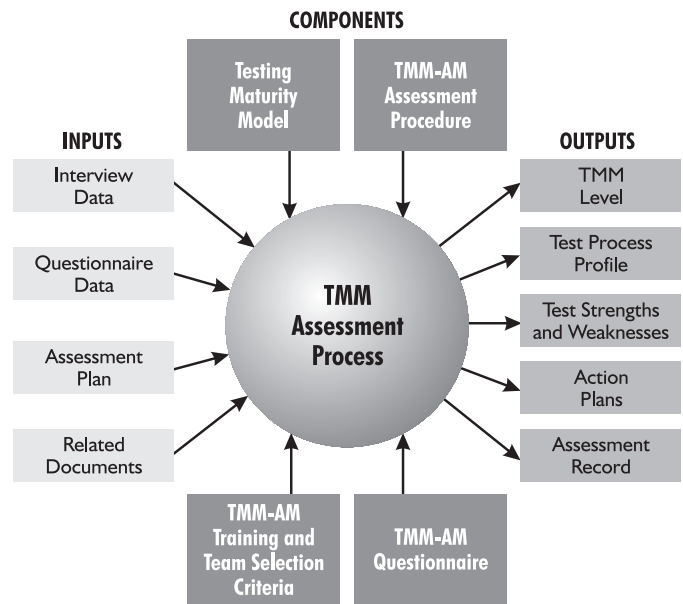 COMPONENTS
Testing
Maturity
Model
TMM-AM
Assessment
Procedure
INPUTS
Interview
Data
Questionnaire
Data
Assessment
Plan
Related
Documents
TMM
Assessment
Process
OUTPUTS
TMM
Level
Test Process
Profile
Test Strengths
and Weaknesses
Action
Plans
Assessment
Record
TMM-AM
Training and
Team Selection
Criteria
TMM-AM
Questionnaire